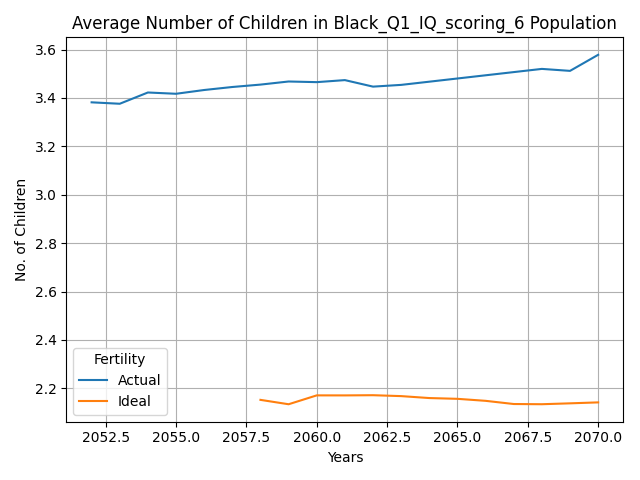 Average Number of Children in Black_Q1_IQ_scoring_6 Population
No. of Children
3.6
3.4
3.2
3.0
2.8
2.6
2.4
2.2
Fertility
Actual
Ideal
2052.5 2055.0 2057.5 2060.0 2062.5 2065.0 2067.5 2070.0
Years